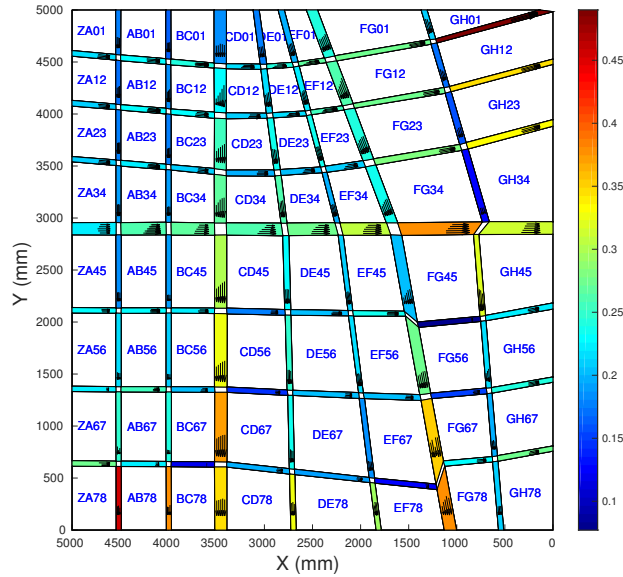 5000
ZA01 AB01 BC01 CD01 DE01 EF01 FG01 GH01
0.45
4500
GH12
ZA12 AB12 BC12 CD12 DE12 EF12 FG12
0.4
4000
GH23
ZA23 AB23 BC23 CD23 DE23 EF23 FG23
0.35
3500
ZA34 AB34 BC34 CD34 DE34 EF34 FG34 GH34
3000
0.3
Y (mm)
2500
ZA45 AB45 BC45 CD45 DE45 EF45 FG45 GH45
0.25
2000
ZA56 AB56 BC56 CD56 DE56 EF56 FG56 GH56
1500
0.2
1000
ZA67 AB67 BC67 CD67 DE67 EF67 FG67 GH67
0.15
500
ZA78 AB78 BC78 CD78 DE78 EF78 FG78 GH78
0.1
0
5000 4500 4000 3500 3000 2500 2000 1500 1000 500 0
X (mm)